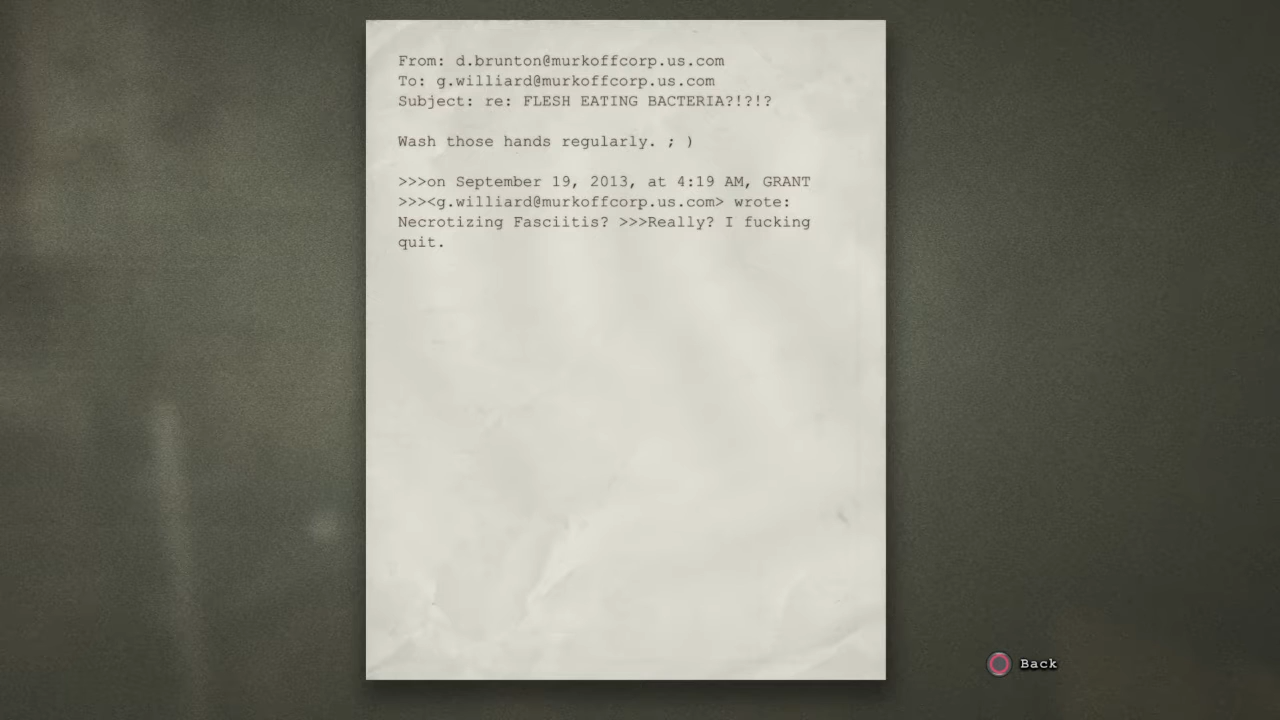 From: d.brunton@murkoffcorp.us.com
To: g.williard@murkoffcorp.us.com
Subject: re: FLESH EATING BACTERIA?!?!?
Wash those hands regularly. ; )
>>>on September 19, 2013, at 4:19 AM, GRANT
>>><g.williard@murkoffcorp.us.com> wrote:
Necrotizing Fasciitis? >>>Really? I fucking
quit.
Back